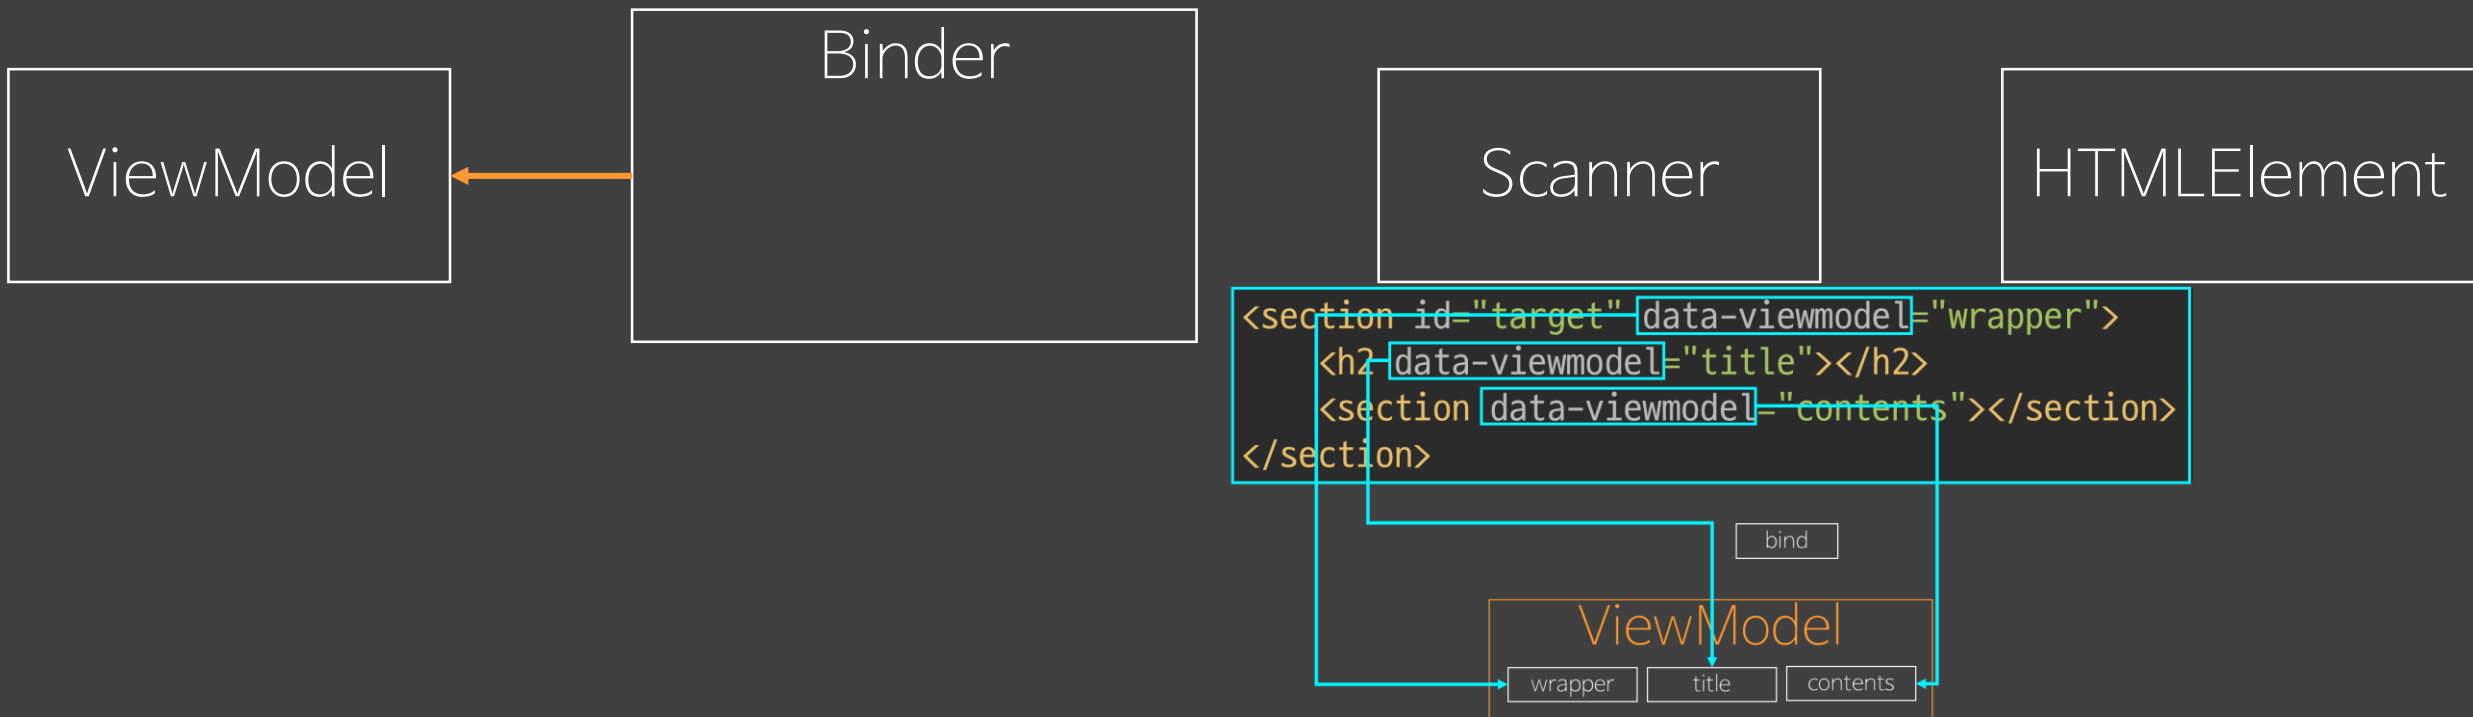 Binder
ViewModel
Scanner
HTMLElement
<section id="target" data-viewmodel="wrapper">
<h2 data-viewmodel="title"></h2>
<section data-viewmodel="contents"></section>
</section>
bind
ViewModel
wrapper
title
contents